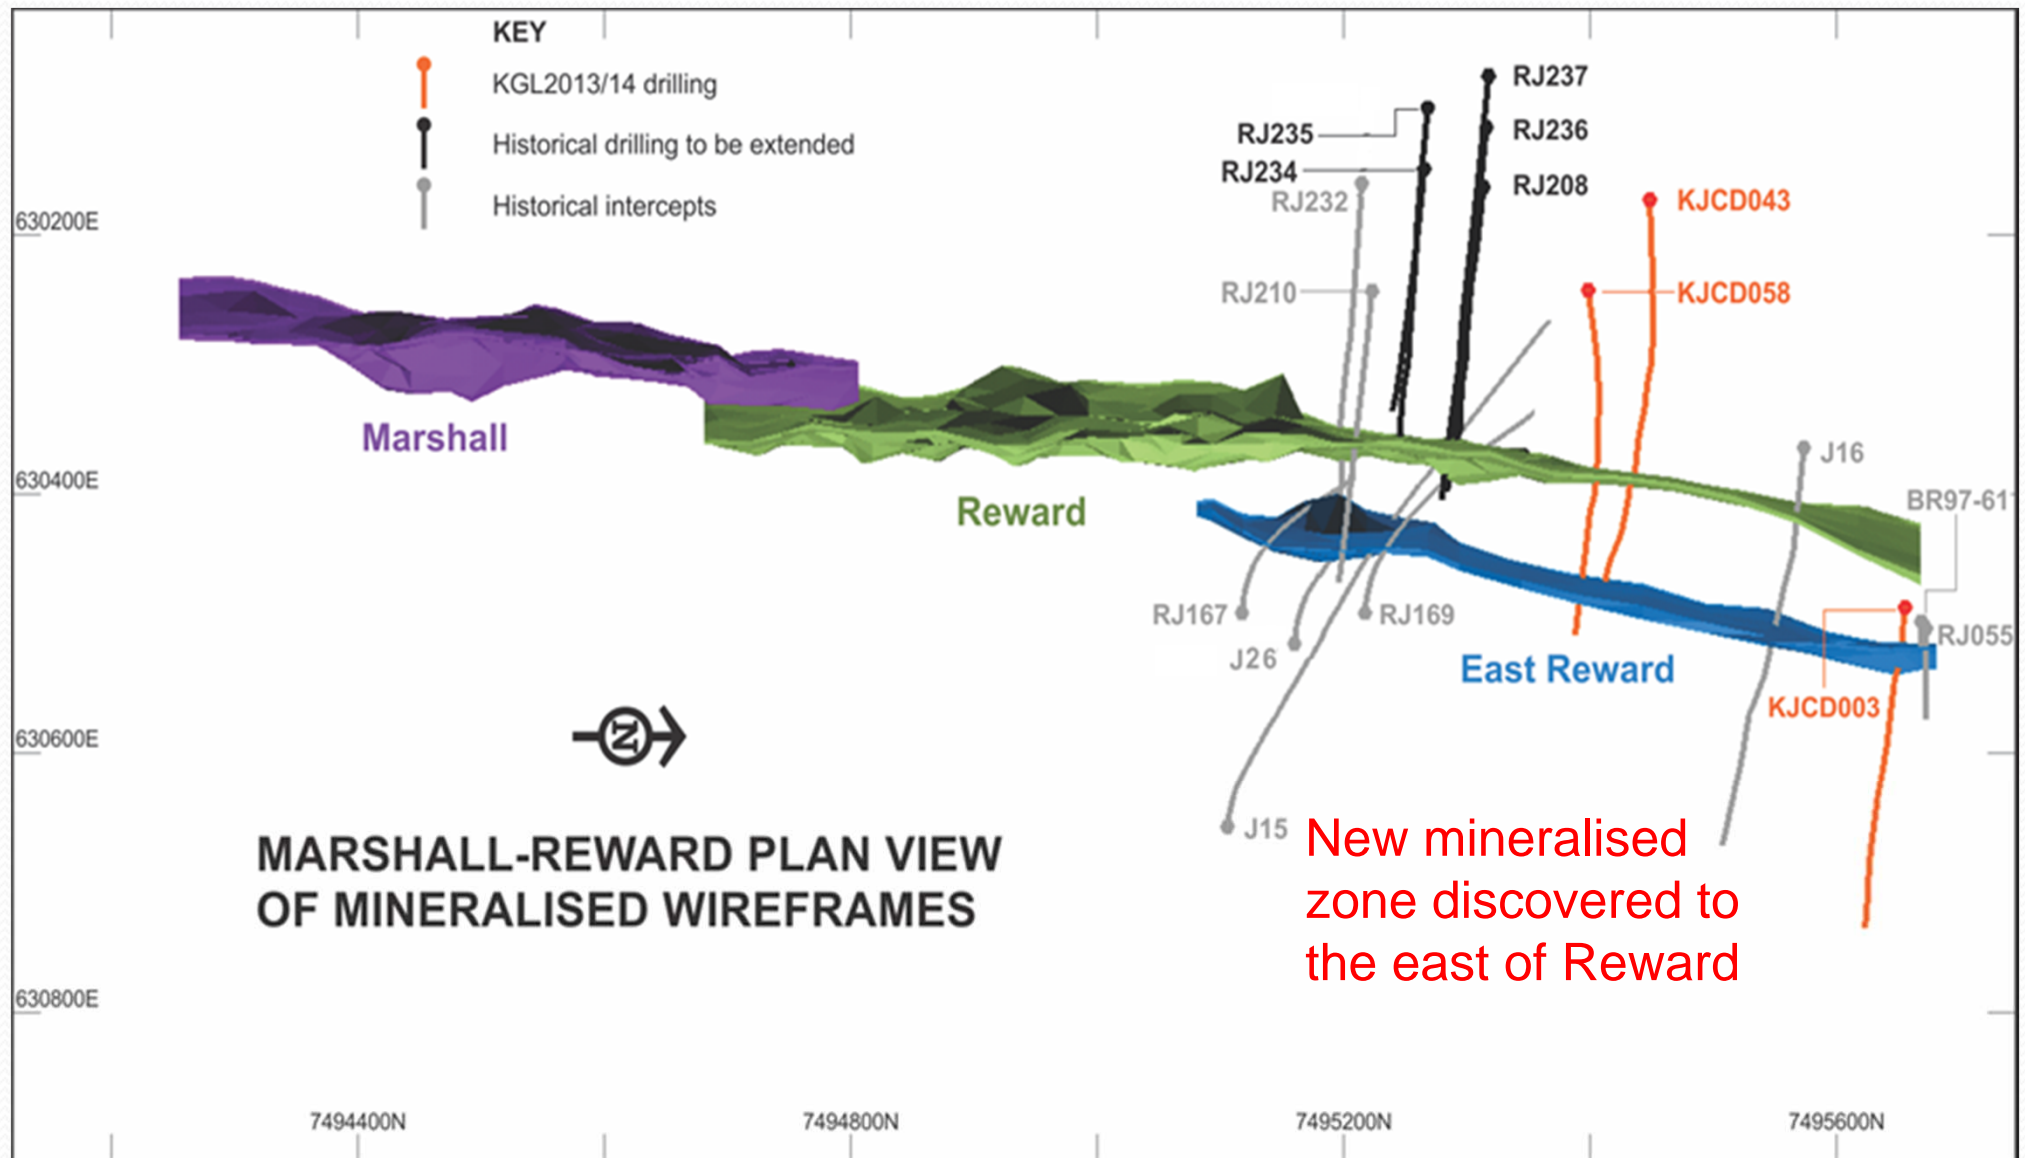 KEY
KGL2013/14 drilling
Historical drilling to be extended
Historical intercepts
RJ237
RJ236
RJ235
RJ234
RJ208
RJ232
KJCD043
630200E
RJ210
KJCD058
Marshall
J16
630400E
BR97-61
Reward
RJ167
RJ169
RJ055
J26
East Reward
KJCD003
630600E
N
J15
MARSHALL-REWARD PLAN VIEW
OF MINERALISED WIREFRAMES
New mineralised
zone discovered to
the east of Reward
630800E
7494400N
7494800N
7495200N
7495600N